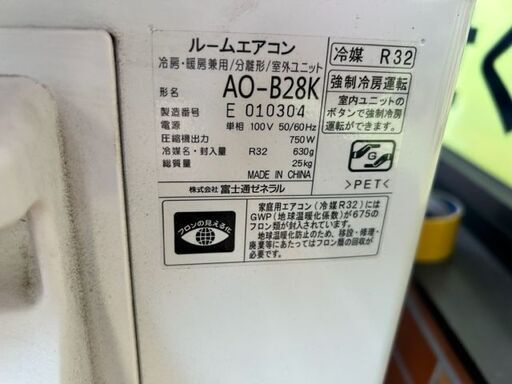 ルームエアコン
冷房・暖房兼用/分離形/室外ユニット
形名 AO-B28K
製造番号 E 010304
電源 単相 100V 50/60Hz
圧縮機出力 750W
冷媒名・封入量 R32 630g
総質量 25kg
MADE IN CHINA
株式会社 富士通ゼネラル
冷媒 R32
強制冷房運転
室内ユニットの
ボタンで強制冷房
運転ができます。
>PET<
フロンの見える化
家庭用エアコン(冷媒R32)には
GWP(地球温暖化係数)が675の
フロン類が封入されています。
地球温暖化防止のため、移設・修理・
廃棄等にあたってはフロン類の回収が
必要です。